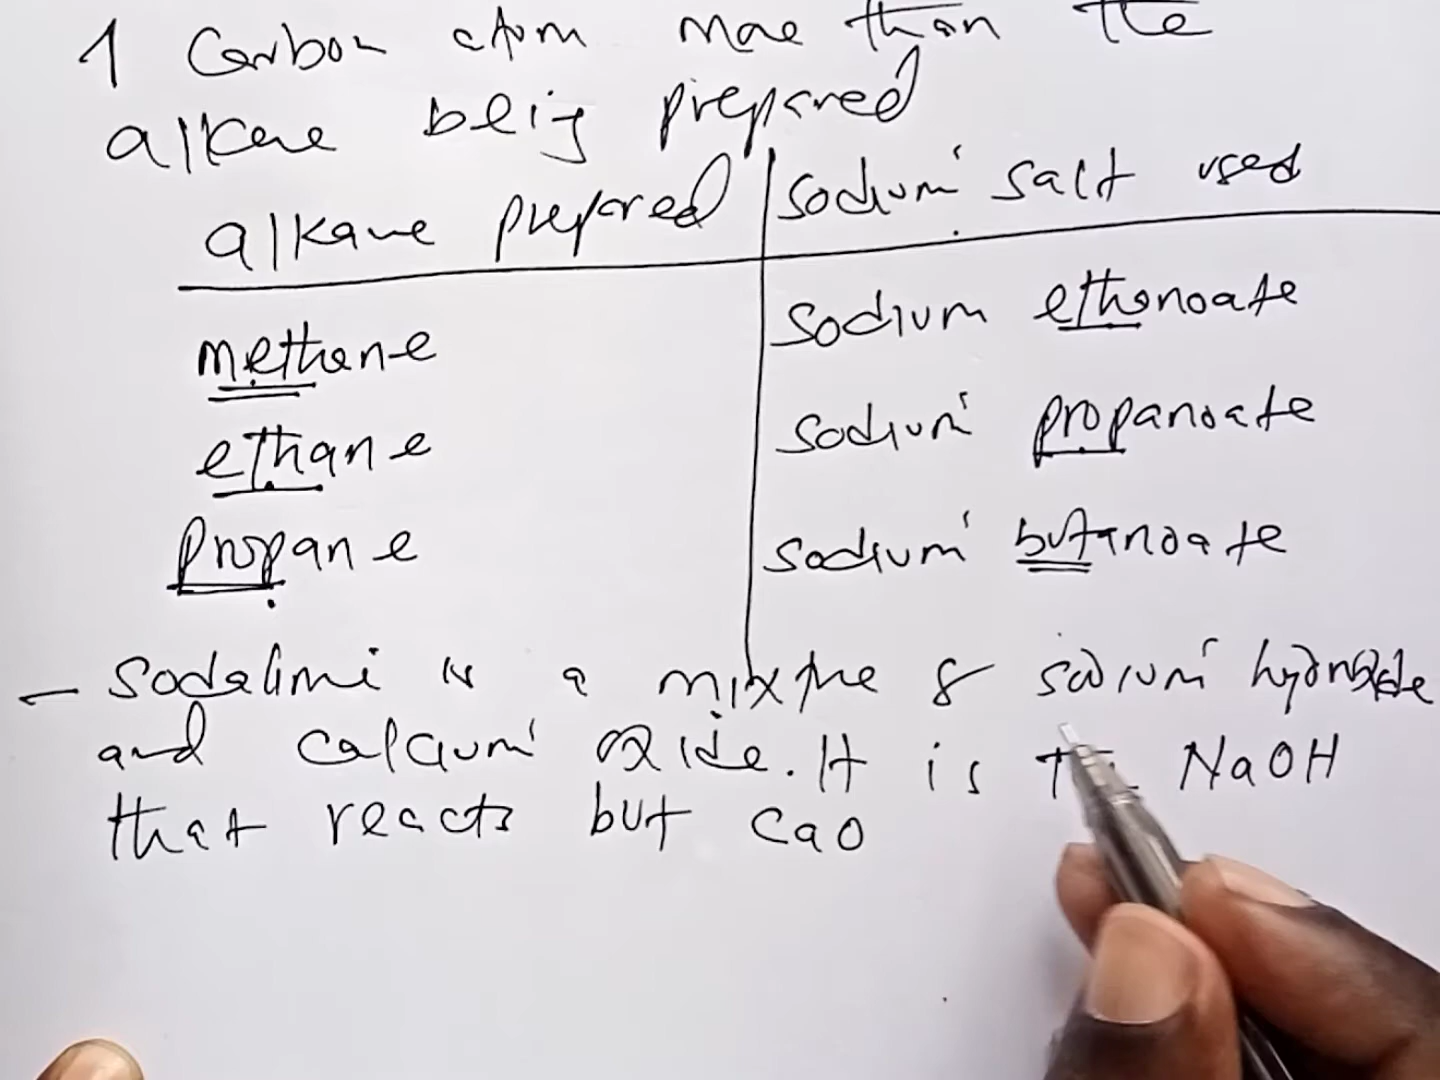 1 Carbon atom more than the
alkane being prepared
alkane prepared sodium salt used
methane sodium ethanoate
ethane sodium propanoate
propane sodium butanoate
- Sodalime is a mixture of sodium hydroxide
and calcium oxide. It is the NaOH
that reacts but CaO